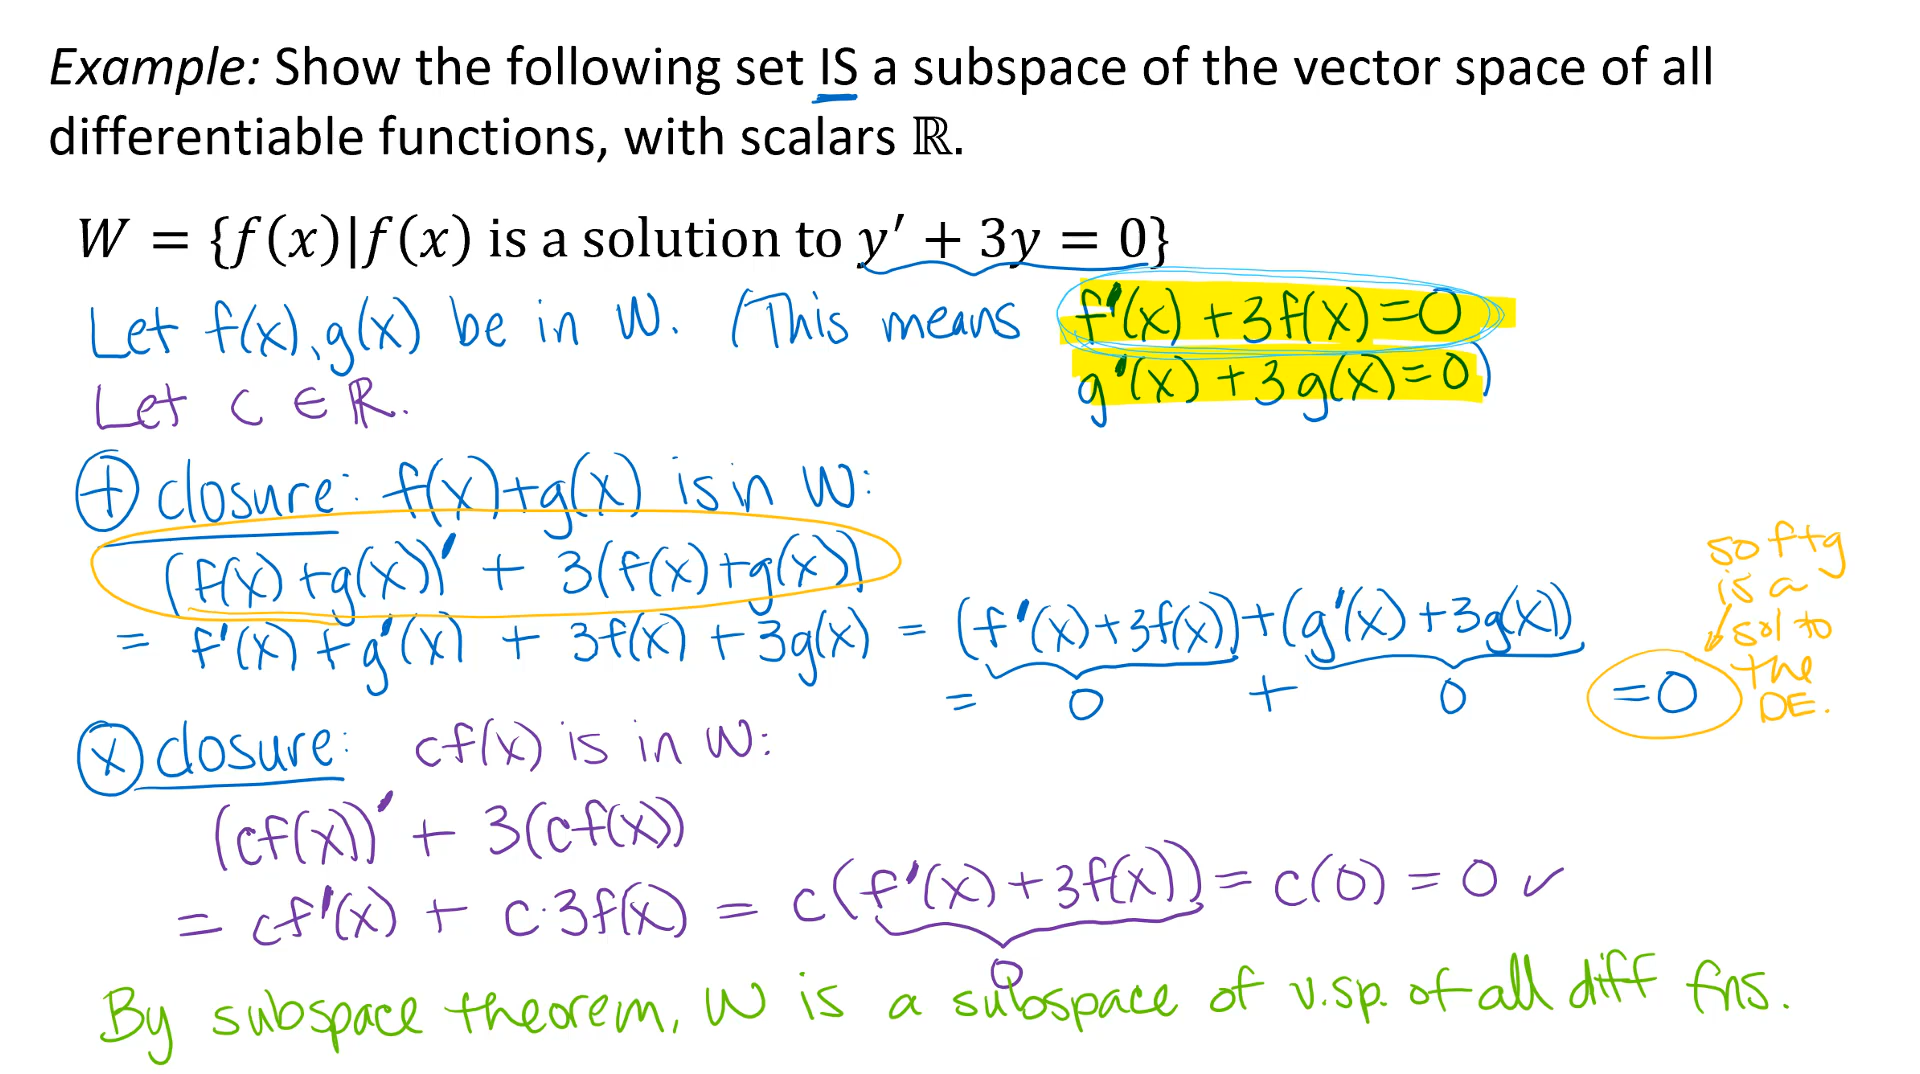 Example: Show the following set IS a subspace of the vector space of all
differentiable functions, with scalars ℝ.
W = {f(x)|f(x) is a solution to y′ + 3y = 0}
Let f(x), g(x) be in W. (This means f'(x) + 3f(x) = 0
g'(x) + 3g(x) = 0)
Let c ∈ ℝ.
⊕ closure: f(x)+g(x) is in W:
(f(x)+g(x))' + 3(f(x)+g(x))
= f'(x) + g'(x) + 3f(x) + 3g(x) = (f'(x)+3f(x))+(g'(x)+3g(x))
= 0 + 0 = 0
so f+g
is a
sol to
the
DE.
ⓧ closure: cf(x) is in W:
(cf(x))' + 3(cf(x))
= cf'(x) + c·3f(x) = c(f'(x)+3f(x)) = c(0) = 0 ✓
0
By subspace theorem, W is a subspace of v.sp. of all diff fns.